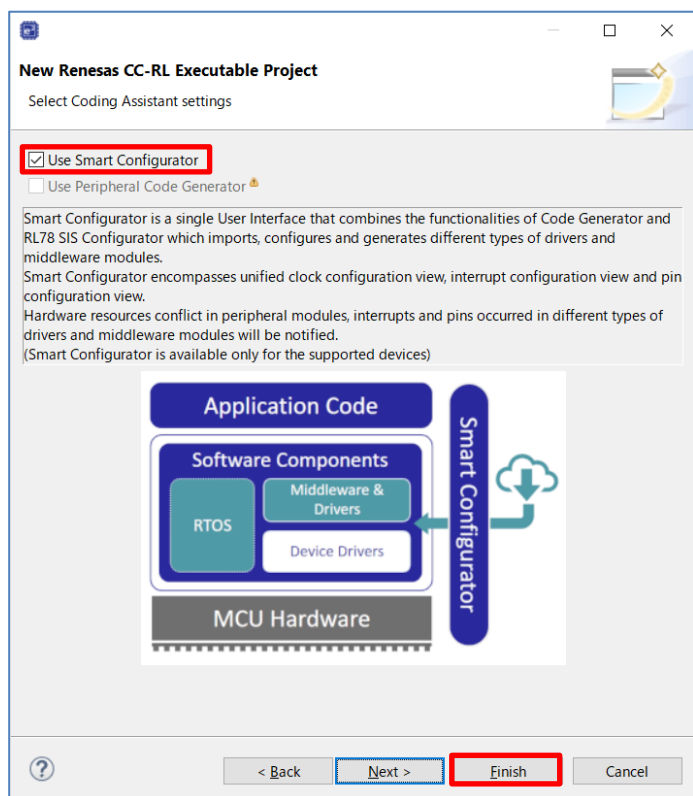 New Renesas CC-RL Executable Project
Select Coding Assistant settings
Use Smart Configurator
Use Peripheral Code Generator
Smart Configurator is a single User Interface that combines the functionalities of Code Generator and
RL78 SIS Configurator which imports, configures and generates different types of drivers and
middleware modules.
Smart Configurator encompasses unified clock configuration view, interrupt configuration view and pin
configuration view.
Hardware resources conflict in peripheral modules, interrupts and pins occurred in different types of
drivers and middleware modules will be notified.
(Smart Configurator is available only for the supported devices)
Application Code
Software Components
RTOS
Middleware &
Drivers
Device Drivers
MCU Hardware
Smart Configurator
< Back
Next >
Finish
Cancel